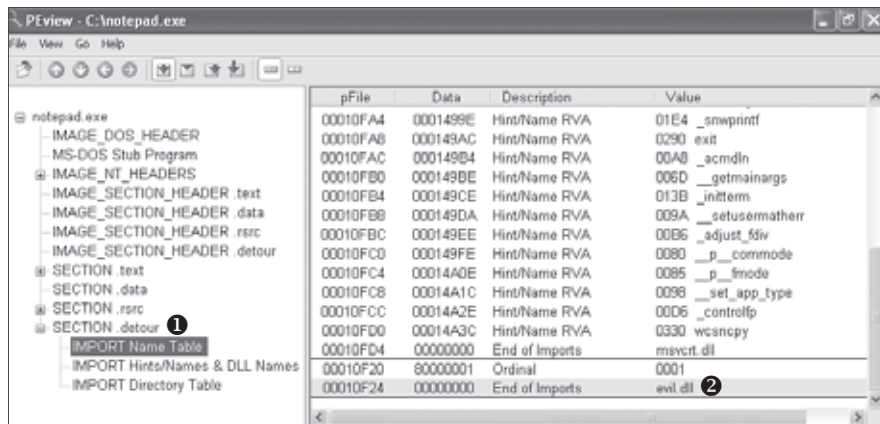 PEview - C:\notepad.exe
File View Go Help
notepad.exe
IMAGE_DOS_HEADER
MS-DOS Stub Program
IMAGE_NT_HEADERS
IMAGE_SECTION_HEADER .text
IMAGE_SECTION_HEADER .data
IMAGE_SECTION_HEADER .rsrc
IMAGE_SECTION_HEADER .detour
SECTION .text
SECTION .data
SECTION .rsrc
SECTION .detour ❶
IMPORT Name Table
IMPORT Hints/Names & DLL Names
IMPORT Directory Table
pFile Data Description Value
00010FA4 0001499E Hint/Name RVA 01E4 _snwprintf
00010FA8 000149AC Hint/Name RVA 0290 exit
00010FAC 000149B4 Hint/Name RVA 00A8 _acmdln
00010FB0 000149BE Hint/Name RVA 006D __getmainargs
00010FB4 000149CE Hint/Name RVA 013B _initterm
00010FB8 000149DA Hint/Name RVA 009A __setusermatherr
00010FBC 000149EE Hint/Name RVA 00B6 _adjust_fdiv
00010FC0 000149FE Hint/Name RVA 0080 __p__commode
00010FC4 00014A0E Hint/Name RVA 0085 __p__fmode
00010FC8 00014A1C Hint/Name RVA 0098 __set_app_type
00010FCC 00014A2E Hint/Name RVA 00D6 _controlfp
00010FD0 00014A3C Hint/Name RVA 0330 wcsncpy
00010FD4 00000000 End of Imports msvcrt.dll
00010F20 80000001 Ordinal 0001
00010F24 00000000 End of Imports evil.dll ❷